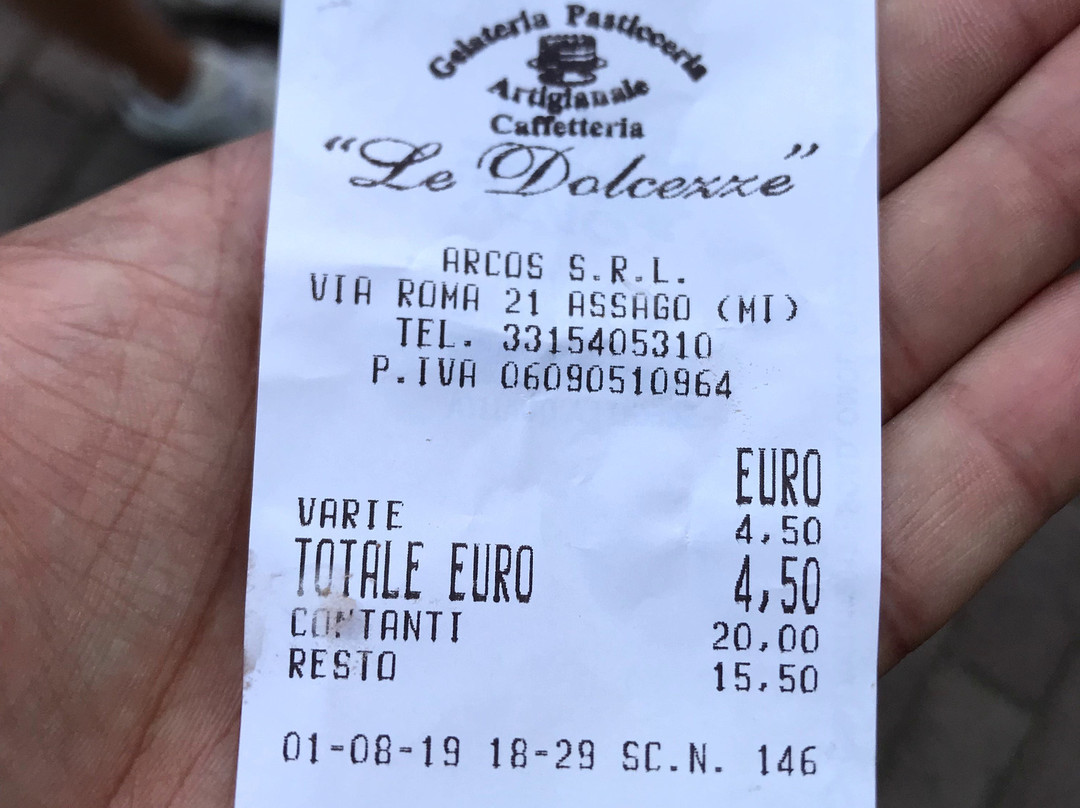 Gelateria Pasticceria
Artigianale
Caffetteria
"Le Dolcezze"
ARCOS S.R.L.
VIA ROMA 21 ASSAGO (MI)
TEL. 3315405310
P.IVA 06090510964
EURO
VARIE 4,50
TOTALE EURO 4,50
CONTANTI 20,00
RESTO 15,50
01-08-19 18-29 SC.N. 146